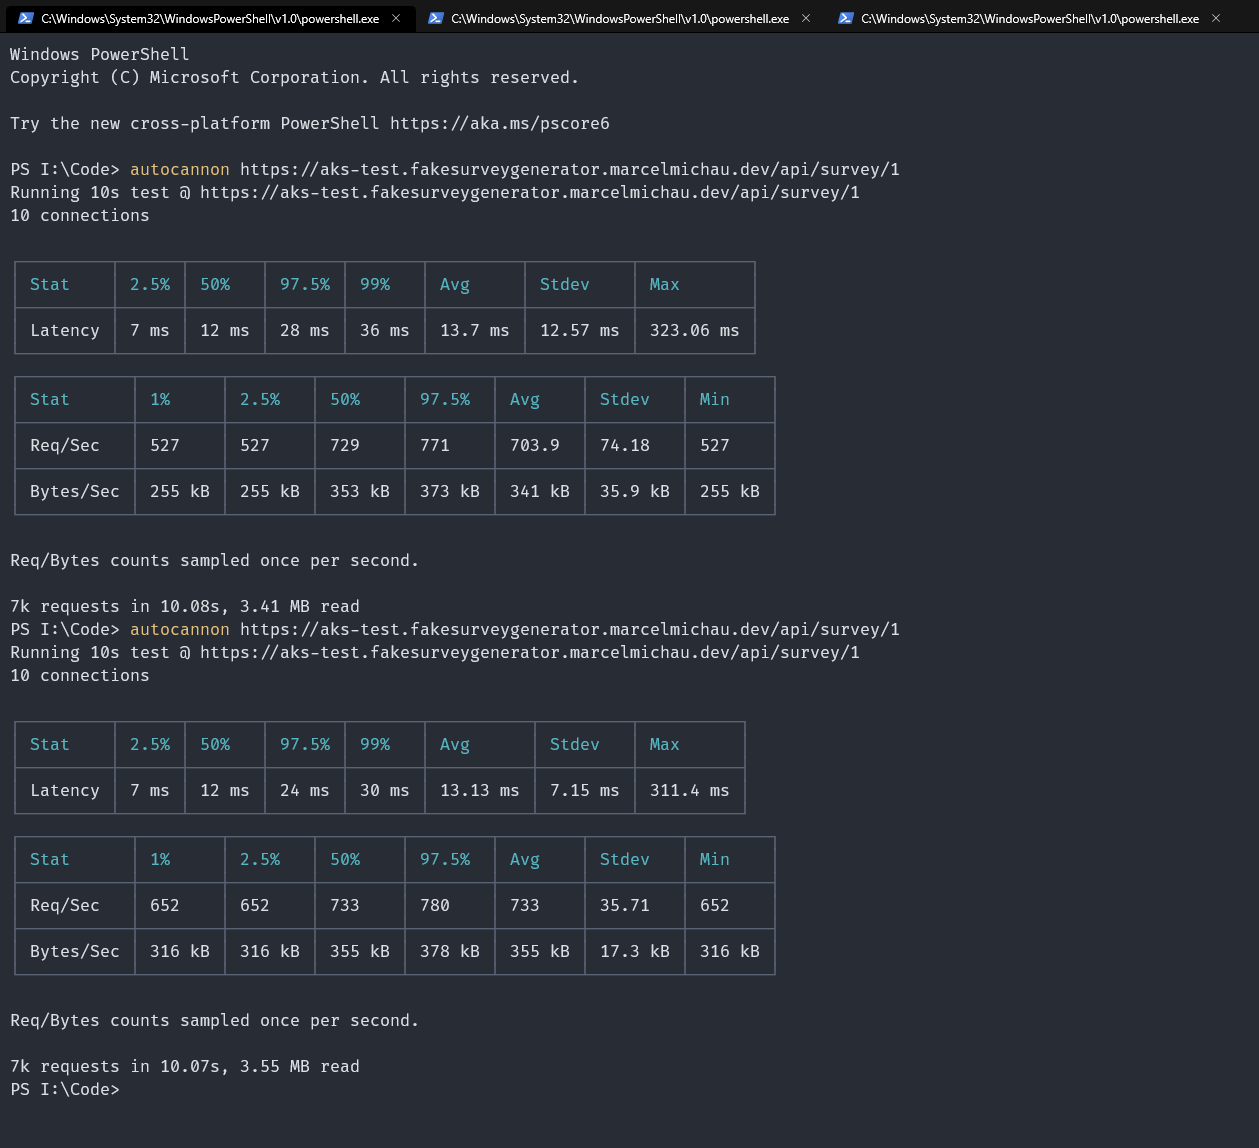 C:\Windows\System32\WindowsPowerShell\v1.0\powershell.exe × C:\Windows\System32\WindowsPowerShell\v1.0\powershell.exe × C:\Windows\System32\WindowsPowerShell\v1.0\powershell.exe ×
Windows PowerShell
Copyright (C) Microsoft Corporation. All rights reserved.
Try the new cross-platform PowerShell https://aka.ms/pscore6
PS I:\Code> autocannon https://aks-test.fakesurveygenerator.marcelmichau.dev/api/survey/1
Running 10s test @ https://aks-test.fakesurveygenerator.marcelmichau.dev/api/survey/1
10 connections
Stat 2.5% 50% 97.5% 99% Avg Stdev Max
Latency 7 ms 12 ms 28 ms 36 ms 13.7 ms 12.57 ms 323.06 ms
Stat 1% 2.5% 50% 97.5% Avg Stdev Min
Req/Sec 527 527 729 771 703.9 74.18 527
Bytes/Sec 255 kB 255 kB 353 kB 373 kB 341 kB 35.9 kB 255 kB
Req/Bytes counts sampled once per second.
7k requests in 10.08s, 3.41 MB read
PS I:\Code> autocannon https://aks-test.fakesurveygenerator.marcelmichau.dev/api/survey/1
Running 10s test @ https://aks-test.fakesurveygenerator.marcelmichau.dev/api/survey/1
10 connections
Stat 2.5% 50% 97.5% 99% Avg Stdev Max
Latency 7 ms 12 ms 24 ms 30 ms 13.13 ms 7.15 ms 311.4 ms
Stat 1% 2.5% 50% 97.5% Avg Stdev Min
Req/Sec 652 652 733 780 733 35.71 652
Bytes/Sec 316 kB 316 kB 355 kB 378 kB 355 kB 17.3 kB 316 kB
Req/Bytes counts sampled once per second.
7k requests in 10.07s, 3.55 MB read
PS I:\Code>